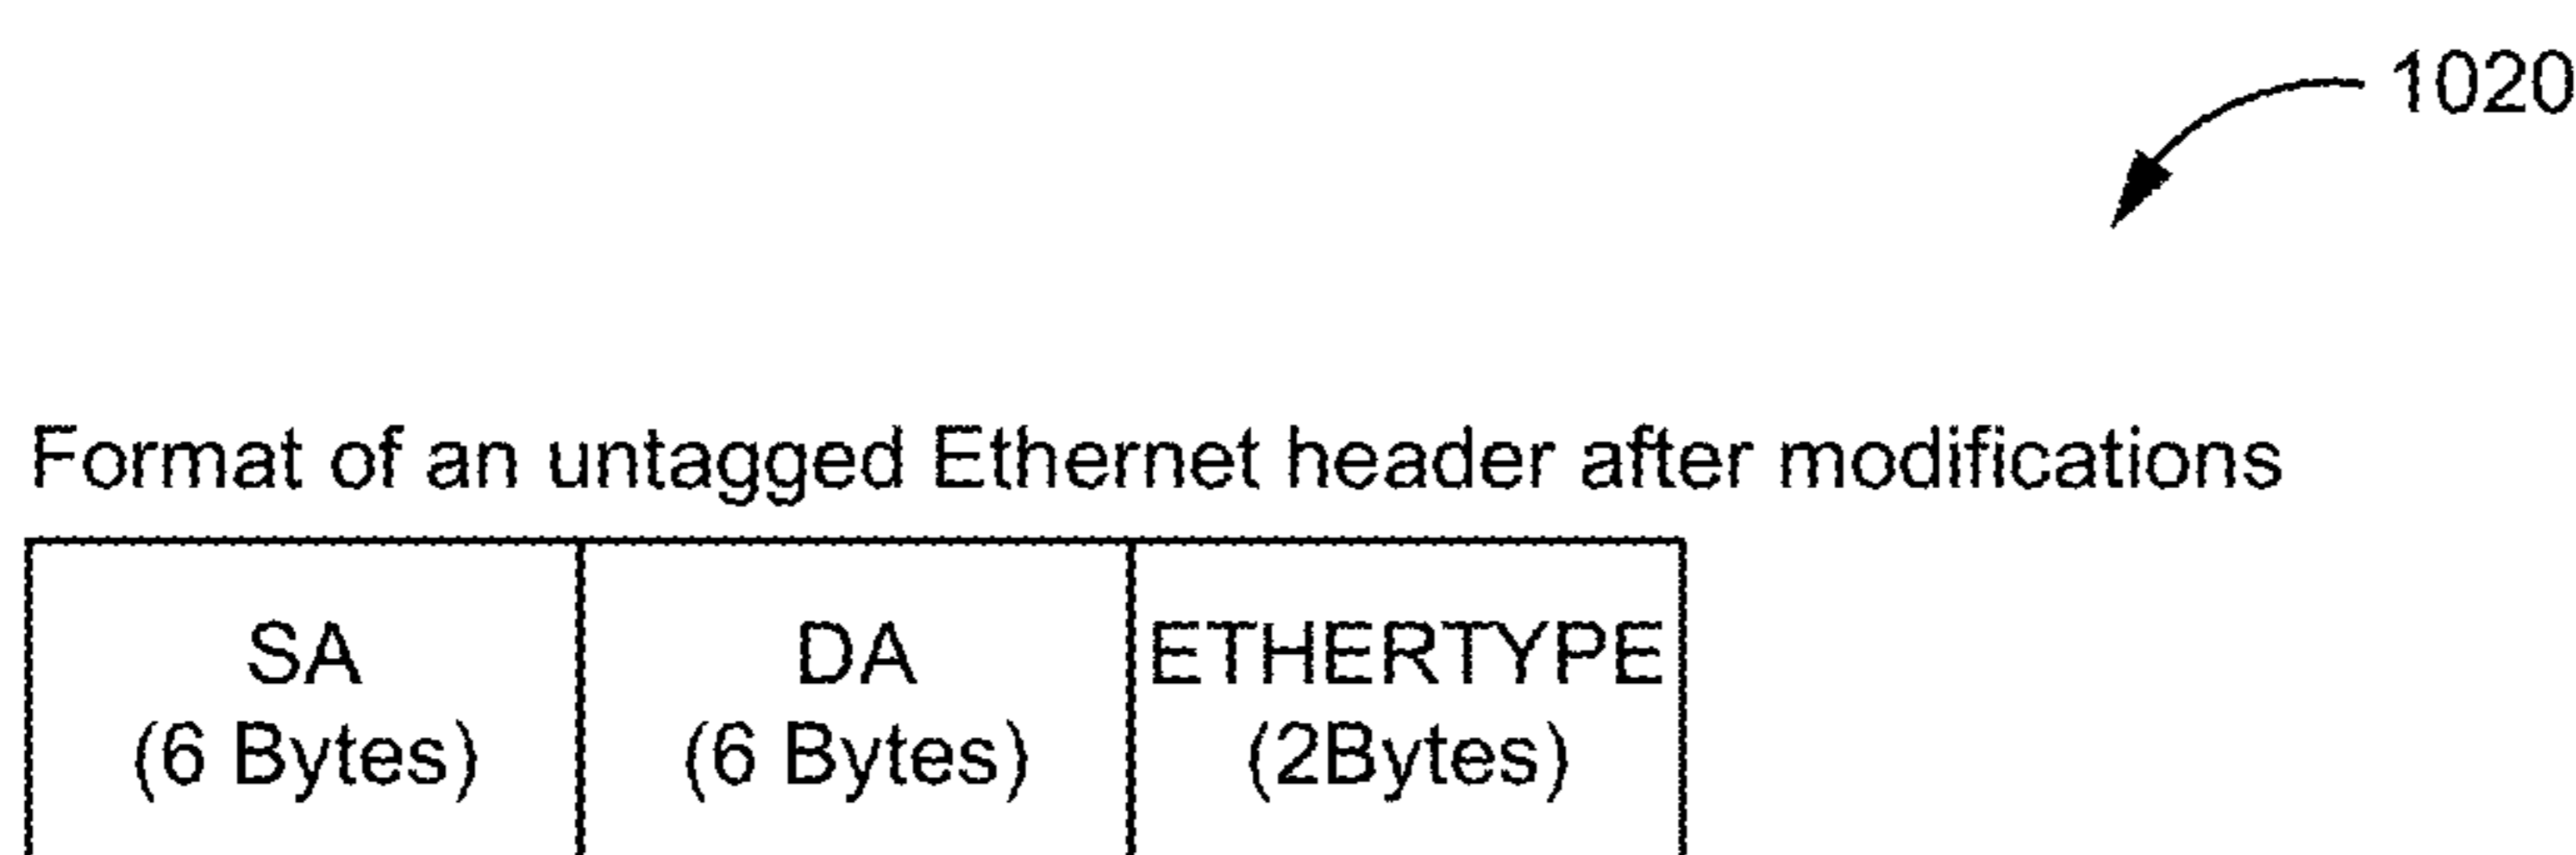 1020
Format of an untagged Ethernet header after modifications
SA DA ETHERTYPE
(6 Bytes) (6 Bytes) (2Bytes)